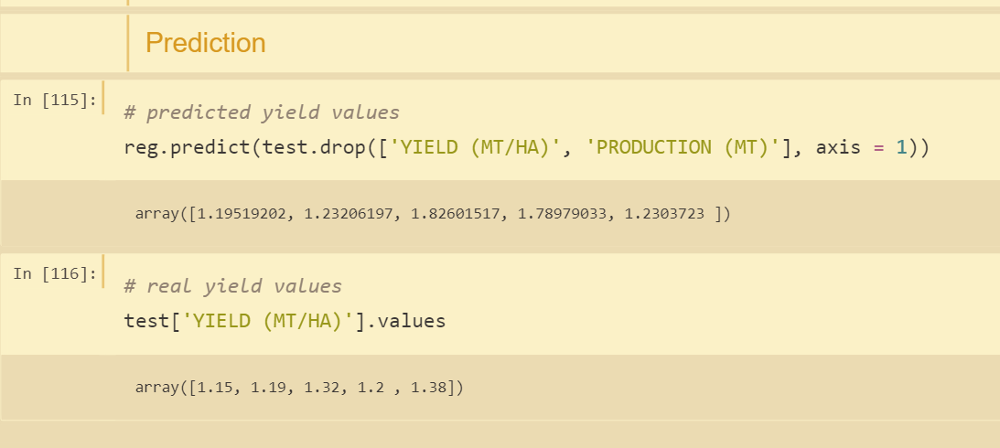 Prediction
In [115]:
# predicted yield values
reg.predict(test.drop(['YIELD (MT/HA)', 'PRODUCTION (MT)'], axis = 1))
array([1.19519202, 1.23206197, 1.82601517, 1.78979033, 1.2303723 ])
In [116]:
# real yield values
test['YIELD (MT/HA)'].values
array([1.15, 1.19, 1.32, 1.2 , 1.38])